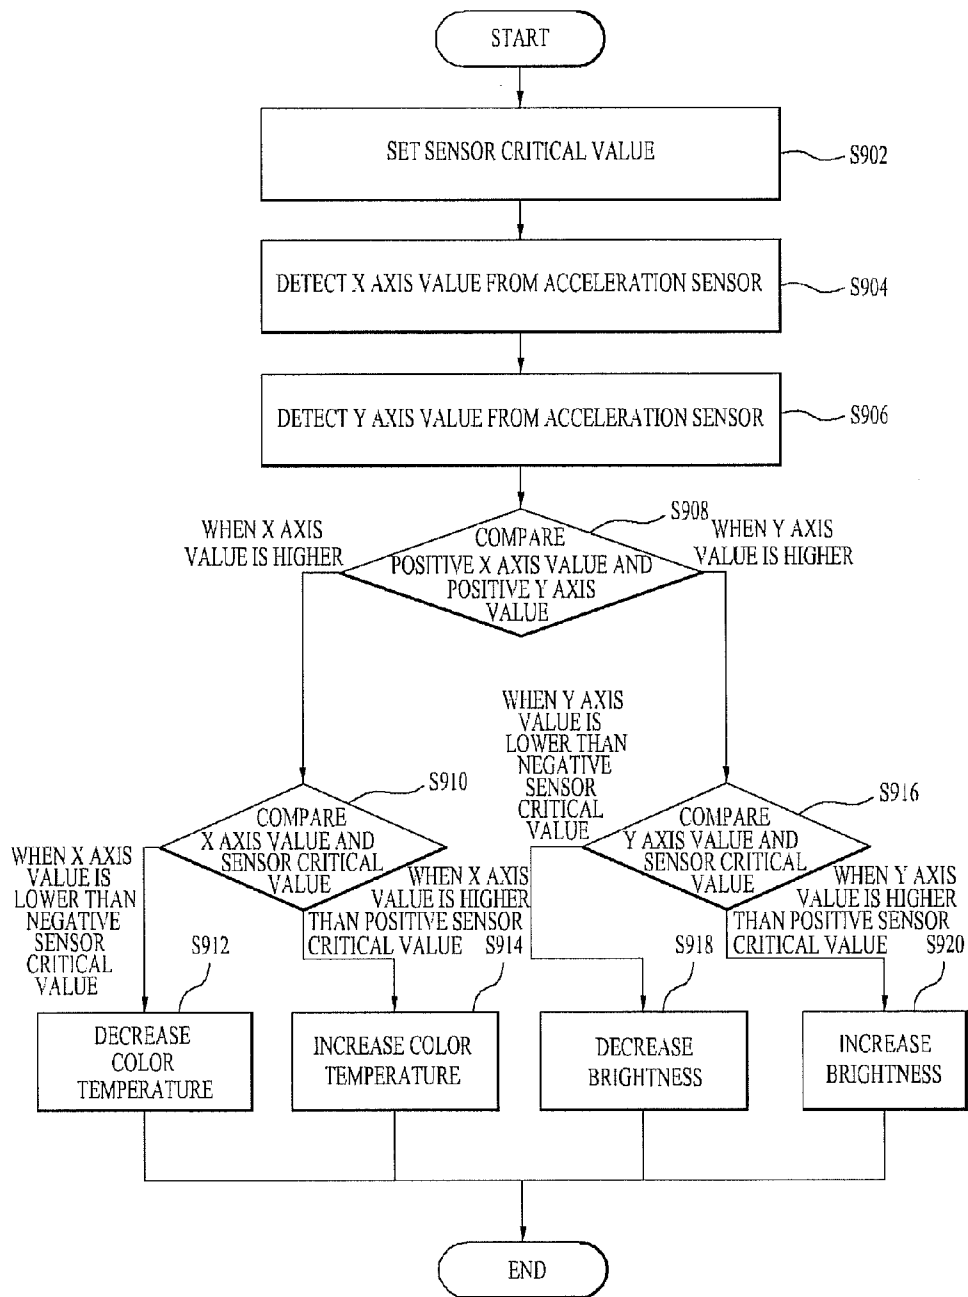 START
SET SENSOR CRITICAL VALUE
S902
DETECT X AXIS VALUE FROM ACCELERATION SENSOR
S904
DETECT Y AXIS VALUE FROM ACCELERATION SENSOR
S906
S908
WHEN X AXIS
VALUE IS HIGHER
COMPARE
POSITIVE X AXIS VALUE AND
POSITIVE Y AXIS
VALUE
WHEN Y AXIS
VALUE IS HIGHER
S910
COMPARE
X AXIS VALUE AND
SENSOR CRITICAL
VALUE
WHEN Y AXIS
VALUE IS
LOWER THAN
NEGATIVE
SENSOR
CRITICAL
VALUE
S916
COMPARE
Y AXIS VALUE AND
SENSOR CRITICAL
VALUE
WHEN X AXIS
VALUE IS
LOWER THAN
NEGATIVE
SENSOR
CRITICAL
VALUE
WHEN X AXIS
VALUE IS HIGHER
THAN POSITIVE SENSOR
CRITICAL VALUE
WHEN Y AXIS
VALUE IS HIGHER
THAN POSITIVE SENSOR
CRITICAL VALUE
S912
DECREASE
COLOR
TEMPERATURE
S914
INCREASE COLOR
TEMPERATURE
S918
DECREASE
BRIGHTNESS
S920
INCREASE
BRIGHTNESS
END